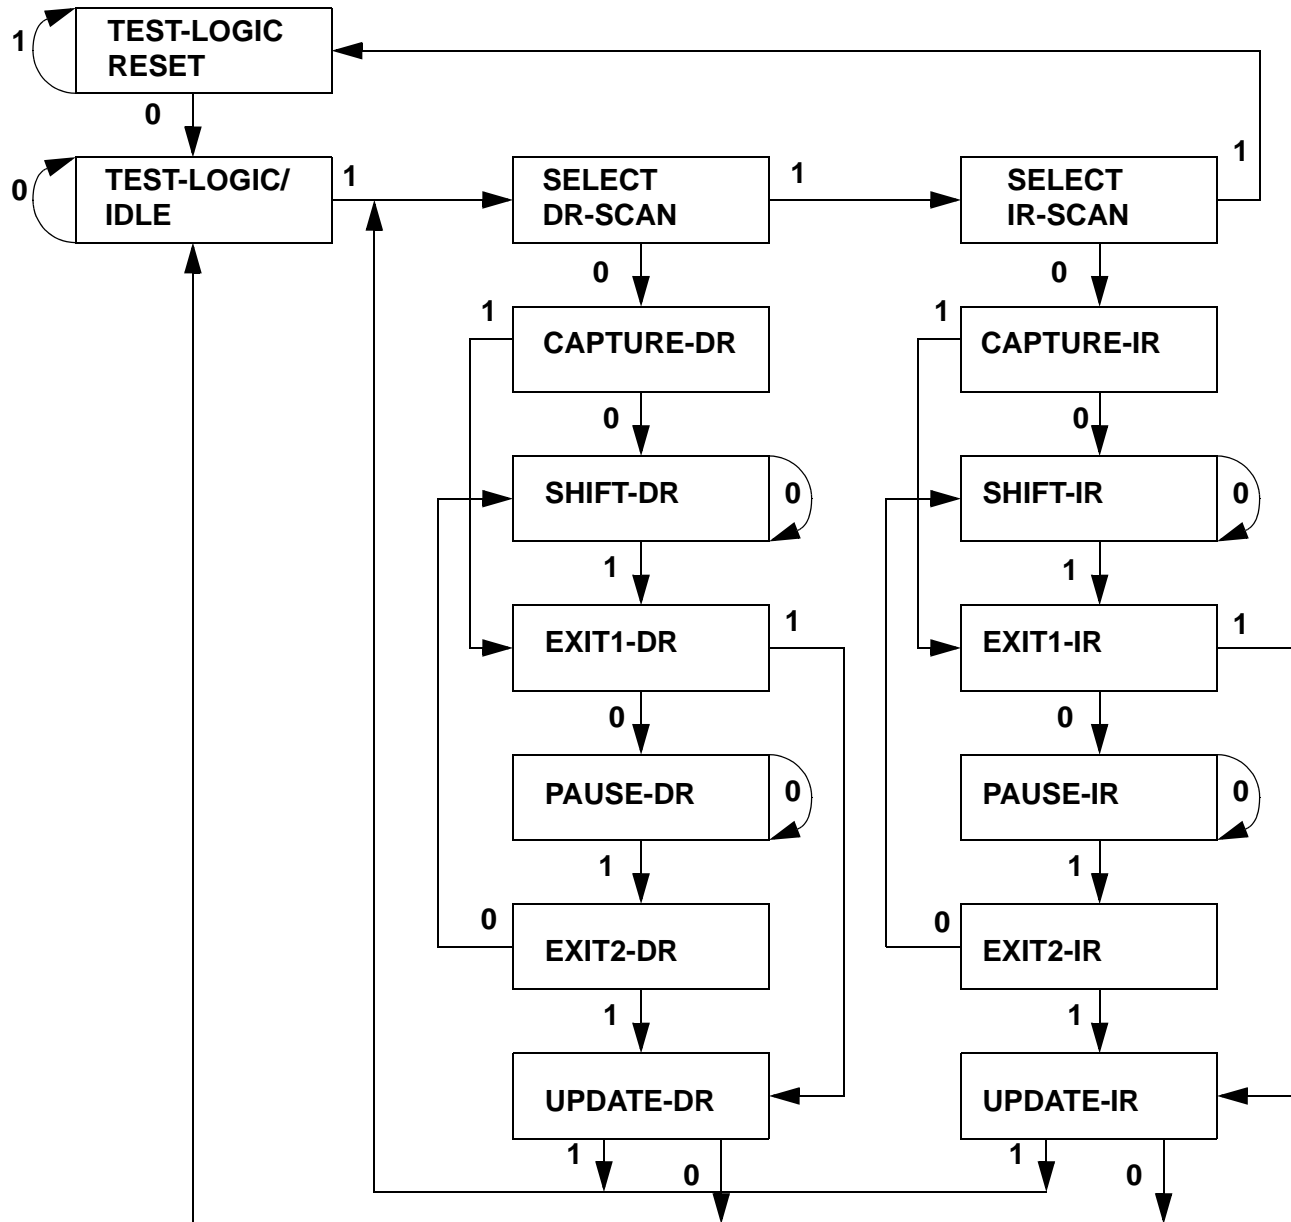 1
TEST-LOGIC
RESET
0
0
TEST-LOGIC/
IDLE
1
SELECT
DR-SCAN
1
SELECT
IR-SCAN
1
0
0
1
CAPTURE-DR
1
CAPTURE-IR
0
0
SHIFT-DR
0
SHIFT-IR
0
1
1
EXIT1-DR
1
EXIT1-IR
1
0
0
PAUSE-DR
0
PAUSE-IR
0
1
1
0
EXIT2-DR
0
EXIT2-IR
1
1
UPDATE-DR
UPDATE-IR
1
0
1
0